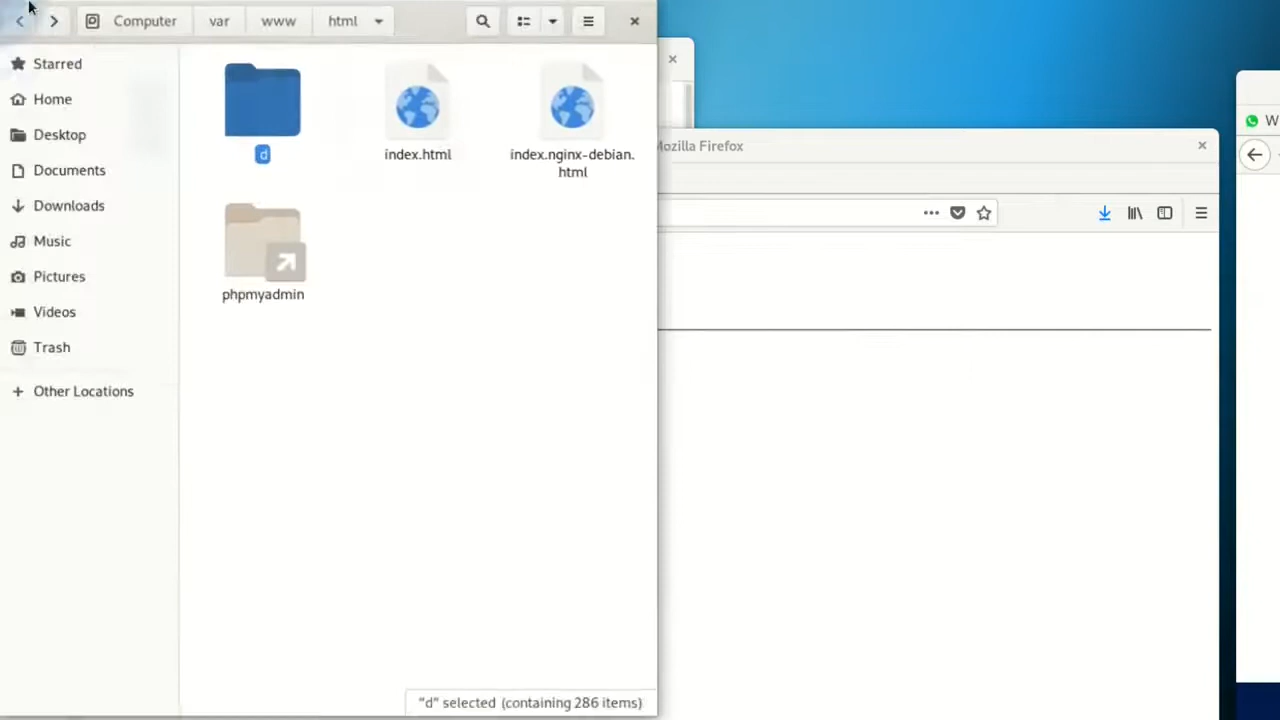 Computer
var
www
html
Starred
Home
Desktop
Documents
Downloads
Music
Pictures
Videos
Trash
+ Other Locations
d
index.html
index.nginx-debian.
html
phpmyadmin
"d" selected (containing 286 items)
Mozilla Firefox
W